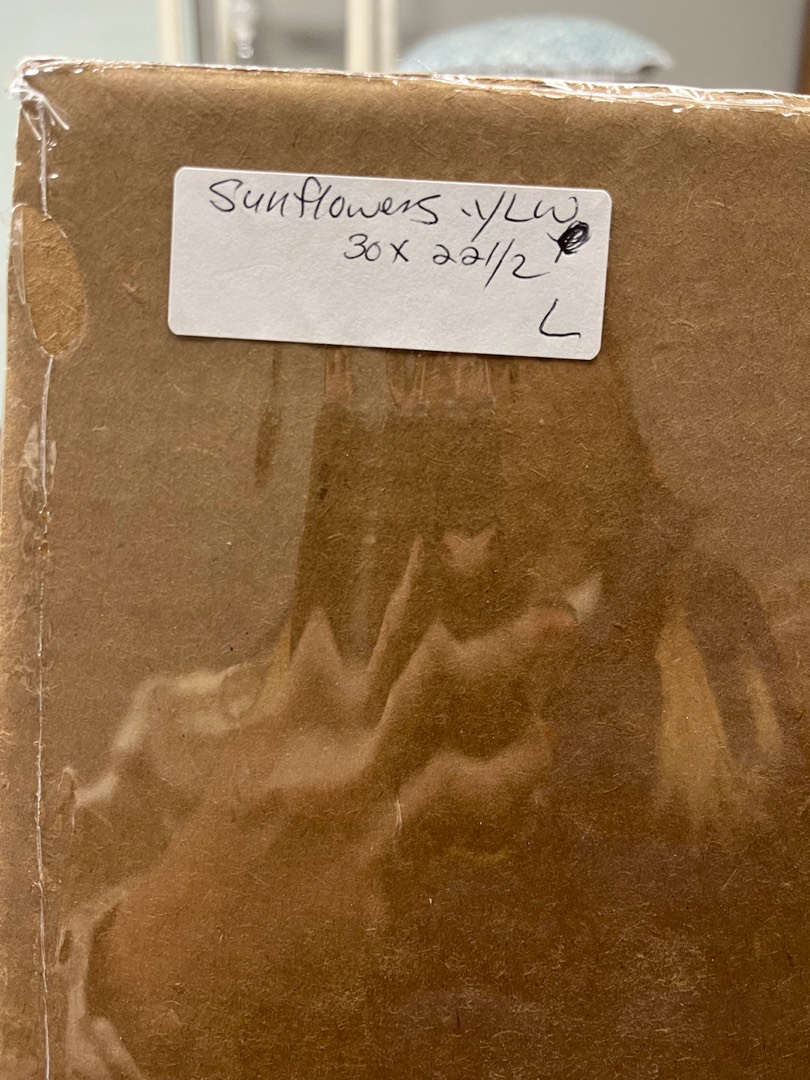 Sunflowers .YLW
30 x 22 1/2
L